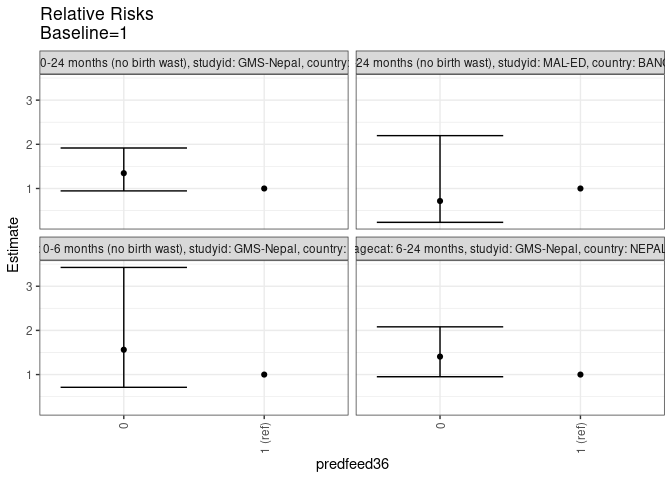 Relative Risks
Baseline=1
0-24 months (no birth wast), studyid: GMS-Nepal, country:
24 months (no birth wast), studyid: MAL-ED, country: BANG
3
2
1
: 0-6 months (no birth wast), studyid: GMS-Nepal, country:
agecat: 6-24 months, studyid: GMS-Nepal, country: NEPAL
3
2
1
Estimate
0
1 (ref)
0
1 (ref)
predfeed36